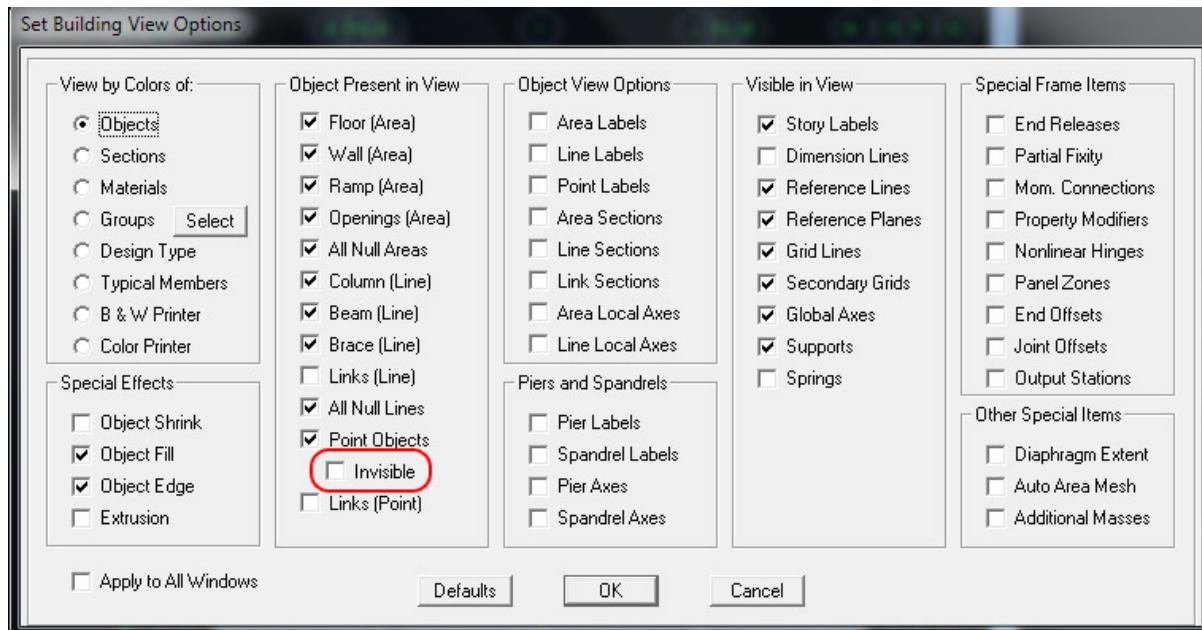 Set Building View Options
View by Colors of:
Objects
Sections
Materials
Groups
Select
Design Type
Typical Members
B & W Printer
Color Printer
Special Effects
Object Shrink
Object Fill
Object Edge
Extrusion
Object Present in View
Floor (Area)
Wall (Area)
Ramp (Area)
Openings (Area)
All Null Areas
Column (Line)
Beam (Line)
Brace (Line)
Links (Line)
All Null Lines
Point Objects
Invisible
Links (Point)
Object View Options
Area Labels
Line Labels
Point Labels
Area Sections
Line Sections
Link Sections
Area Local Axes
Line Local Axes
Piers and Spandrels
Pier Labels
Spandrel Labels
Pier Axes
Spandrel Axes
Visible in View
Story Labels
Dimension Lines
Reference Lines
Reference Planes
Grid Lines
Secondary Grids
Global Axes
Supports
Springs
Special Frame Items
End Releases
Partial Fixity
Mom. Connections
Property Modifiers
Nonlinear Hinges
Panel Zones
End Offsets
Joint Offsets
Output Stations
Other Special Items
Diaphragm Extent
Auto Area Mesh
Additional Masses
Apply to All Windows
Defaults
OK
Cancel